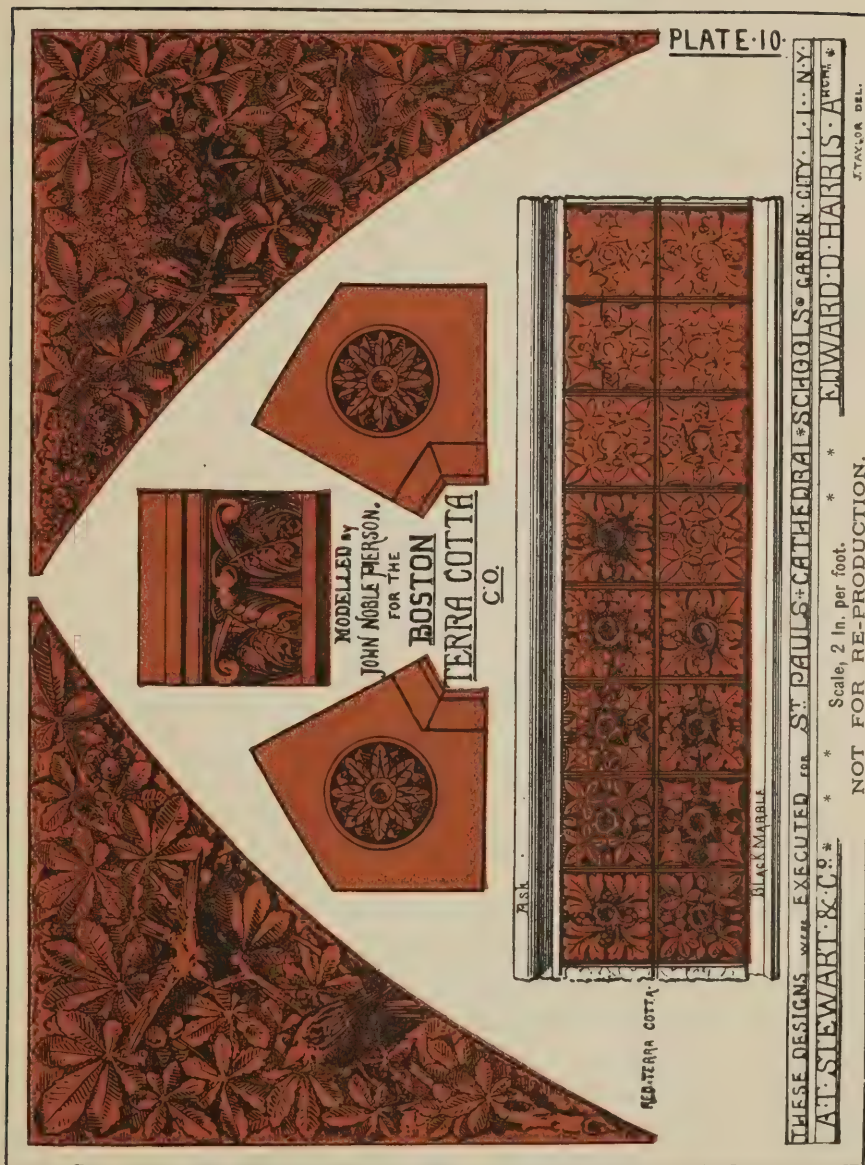 PLATE·10·
MODELLED BY
JOHN NOBLE PIERSON.
FOR THE
BOSTON
TERRA COTTA
CO.
ASH
RED·TERRA COTTA·
BLACK MARBLE
THESE DESIGNS WERE EXECUTED FOR ST PAULS+CATHEDRAL*SCHOOLS*GARDEN·CITY·L·I··N·Y·
A·T·STEWART·&·Co·* * * Scale, 2 In. per foot. * * EDWARD·D·HARRIS·ARCHT*
J.TAYLOR DEL.
NOT FOR RE-PRODUCTION.